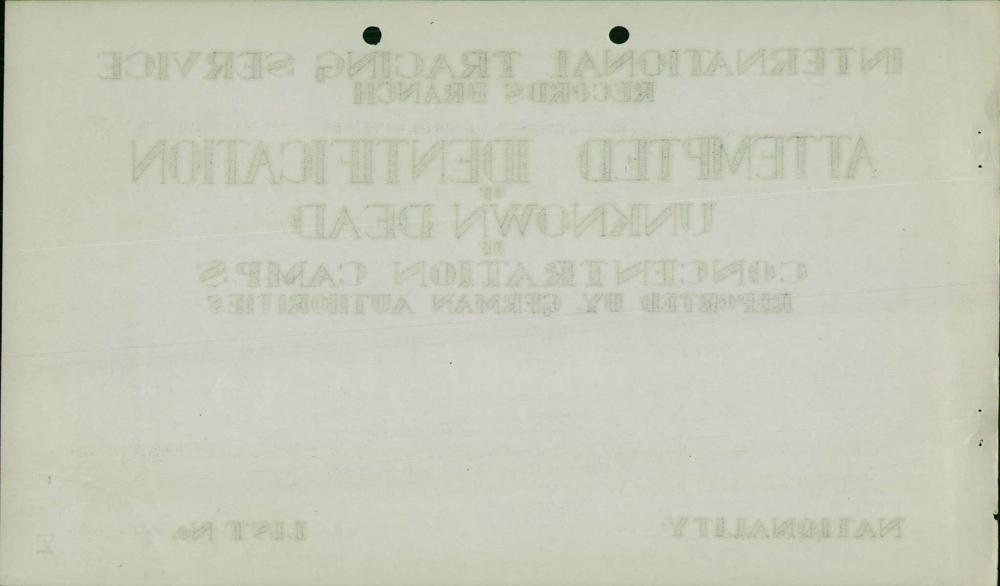 INTERNATIONAL TRACING SERVICE
RECORDS BRANCH
ATTEMPTED IDENTIFICATION
OF
UNKNOWN DEAD
OF
CONCENTRATION CAMPS
REPORTED BY GERMAN AUTHORITIES
NATIONALITY LIST No.